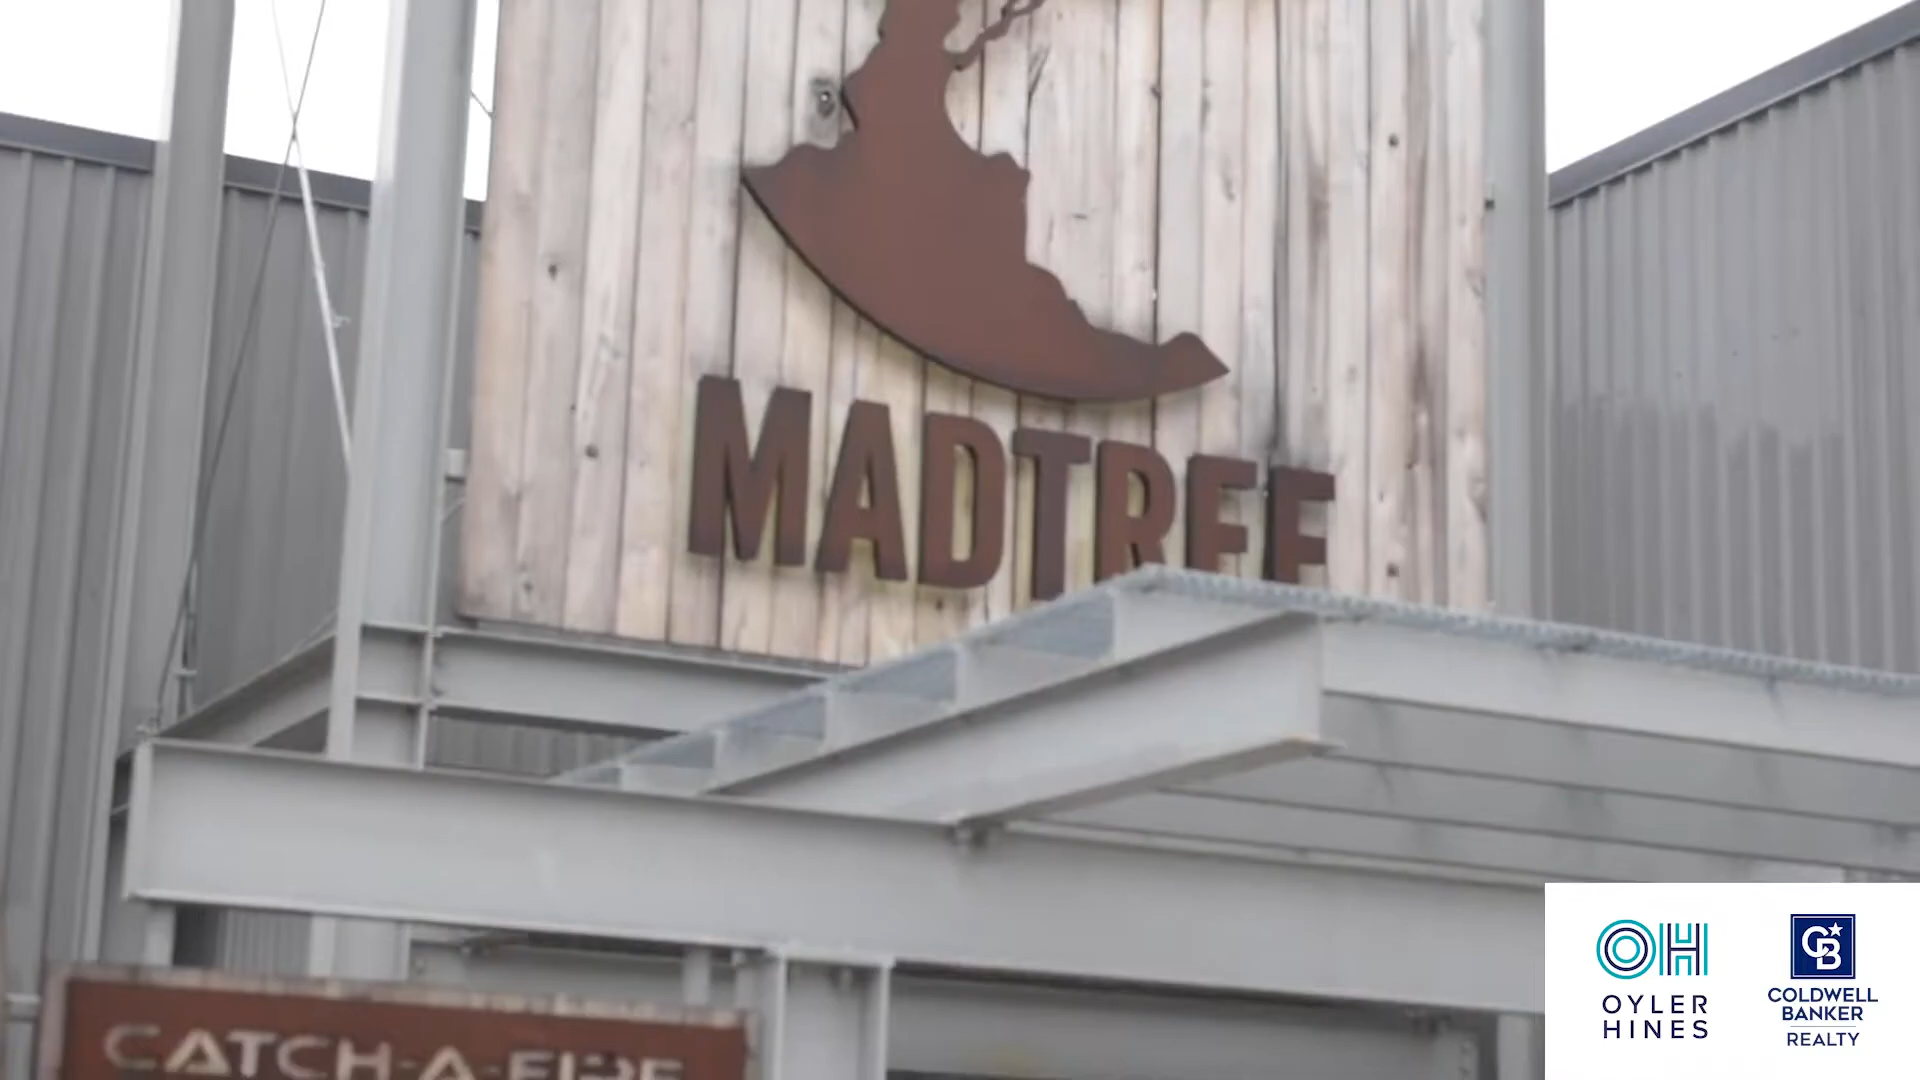 MADTREE
CATCH-A-FIRE
OH
OYLER
HINES
CB
COLDWELL
BANKER
REALTY